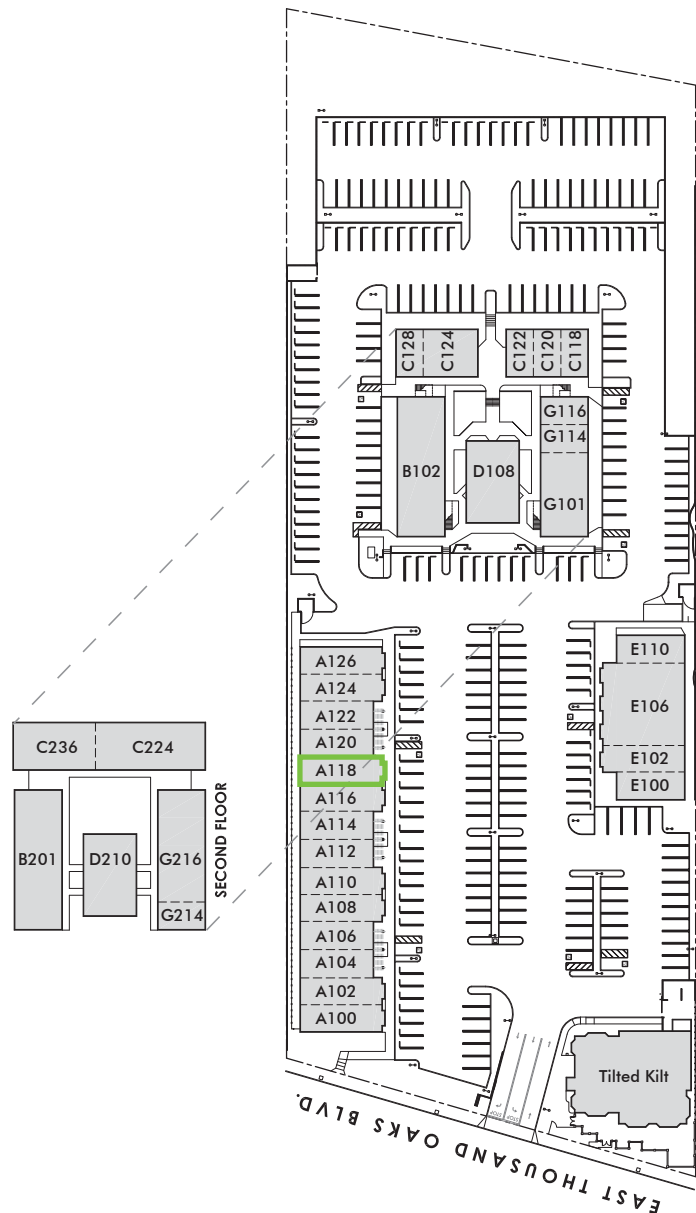 C128
C124
C122
C120
C118
G116
G114
B102
D108
G101
A126
A124
A122
A120
A118
A116
A114
A112
A110
A108
A106
A104
A102
A100
E110
E106
E102
E100
C236
C224
B201
D210
G216
G214
SECOND FLOOR
Tilted Kilt
STOP
STOP
EAST THOUSAND OAKS BLVD.